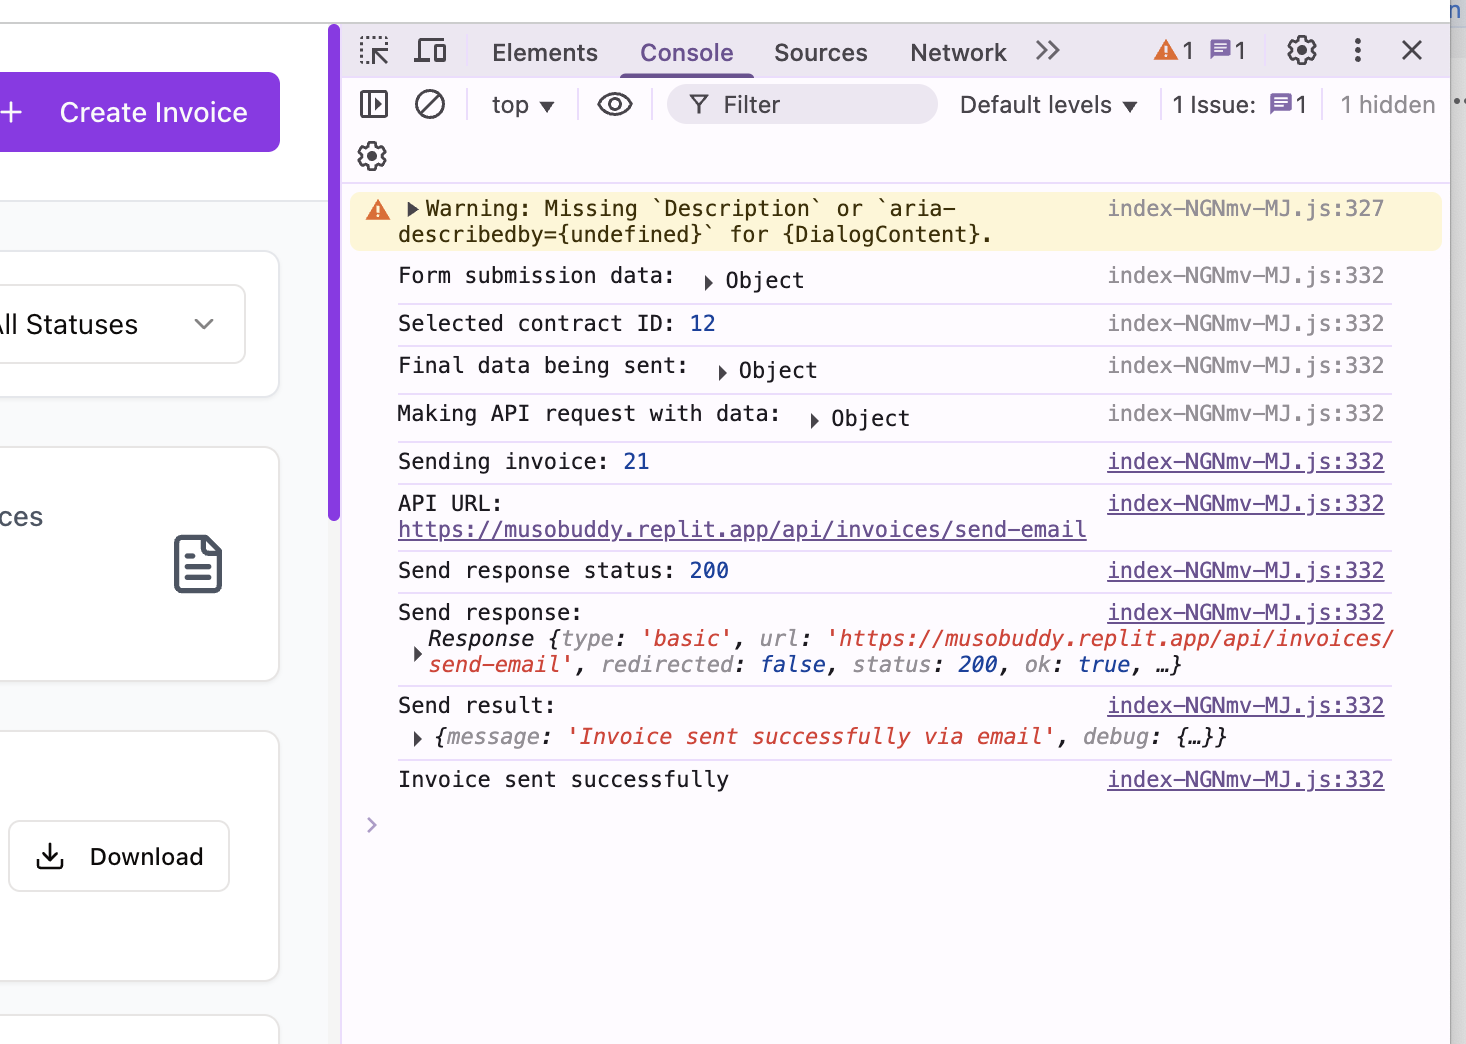 Elements Console Sources Network 1 1
+ Create Invoice
top Filter Default levels 1 Issue: 1 1 hidden
Warning: Missing `Description` or `aria- index-NGNmv-MJ.js:327
describedby={undefined}` for {DialogContent}.
Form submission data: Object index-NGNmv-MJ.js:332
ll Statuses
Selected contract ID: 12 index-NGNmv-MJ.js:332
Final data being sent: Object index-NGNmv-MJ.js:332
Making API request with data: Object index-NGNmv-MJ.js:332
Sending invoice: 21 index-NGNmv-MJ.js:332
ces
API URL: index-NGNmv-MJ.js:332
https://musobuddy.replit.app/api/invoices/send-email
Send response status: 200 index-NGNmv-MJ.js:332
Send response: index-NGNmv-MJ.js:332
Response {type: 'basic', url: 'https://musobuddy.replit.app/api/invoices/
send-email', redirected: false, status: 200, ok: true, …}
Send result: index-NGNmv-MJ.js:332
{message: 'Invoice sent successfully via email', debug: {…}}
Invoice sent successfully index-NGNmv-MJ.js:332
Download